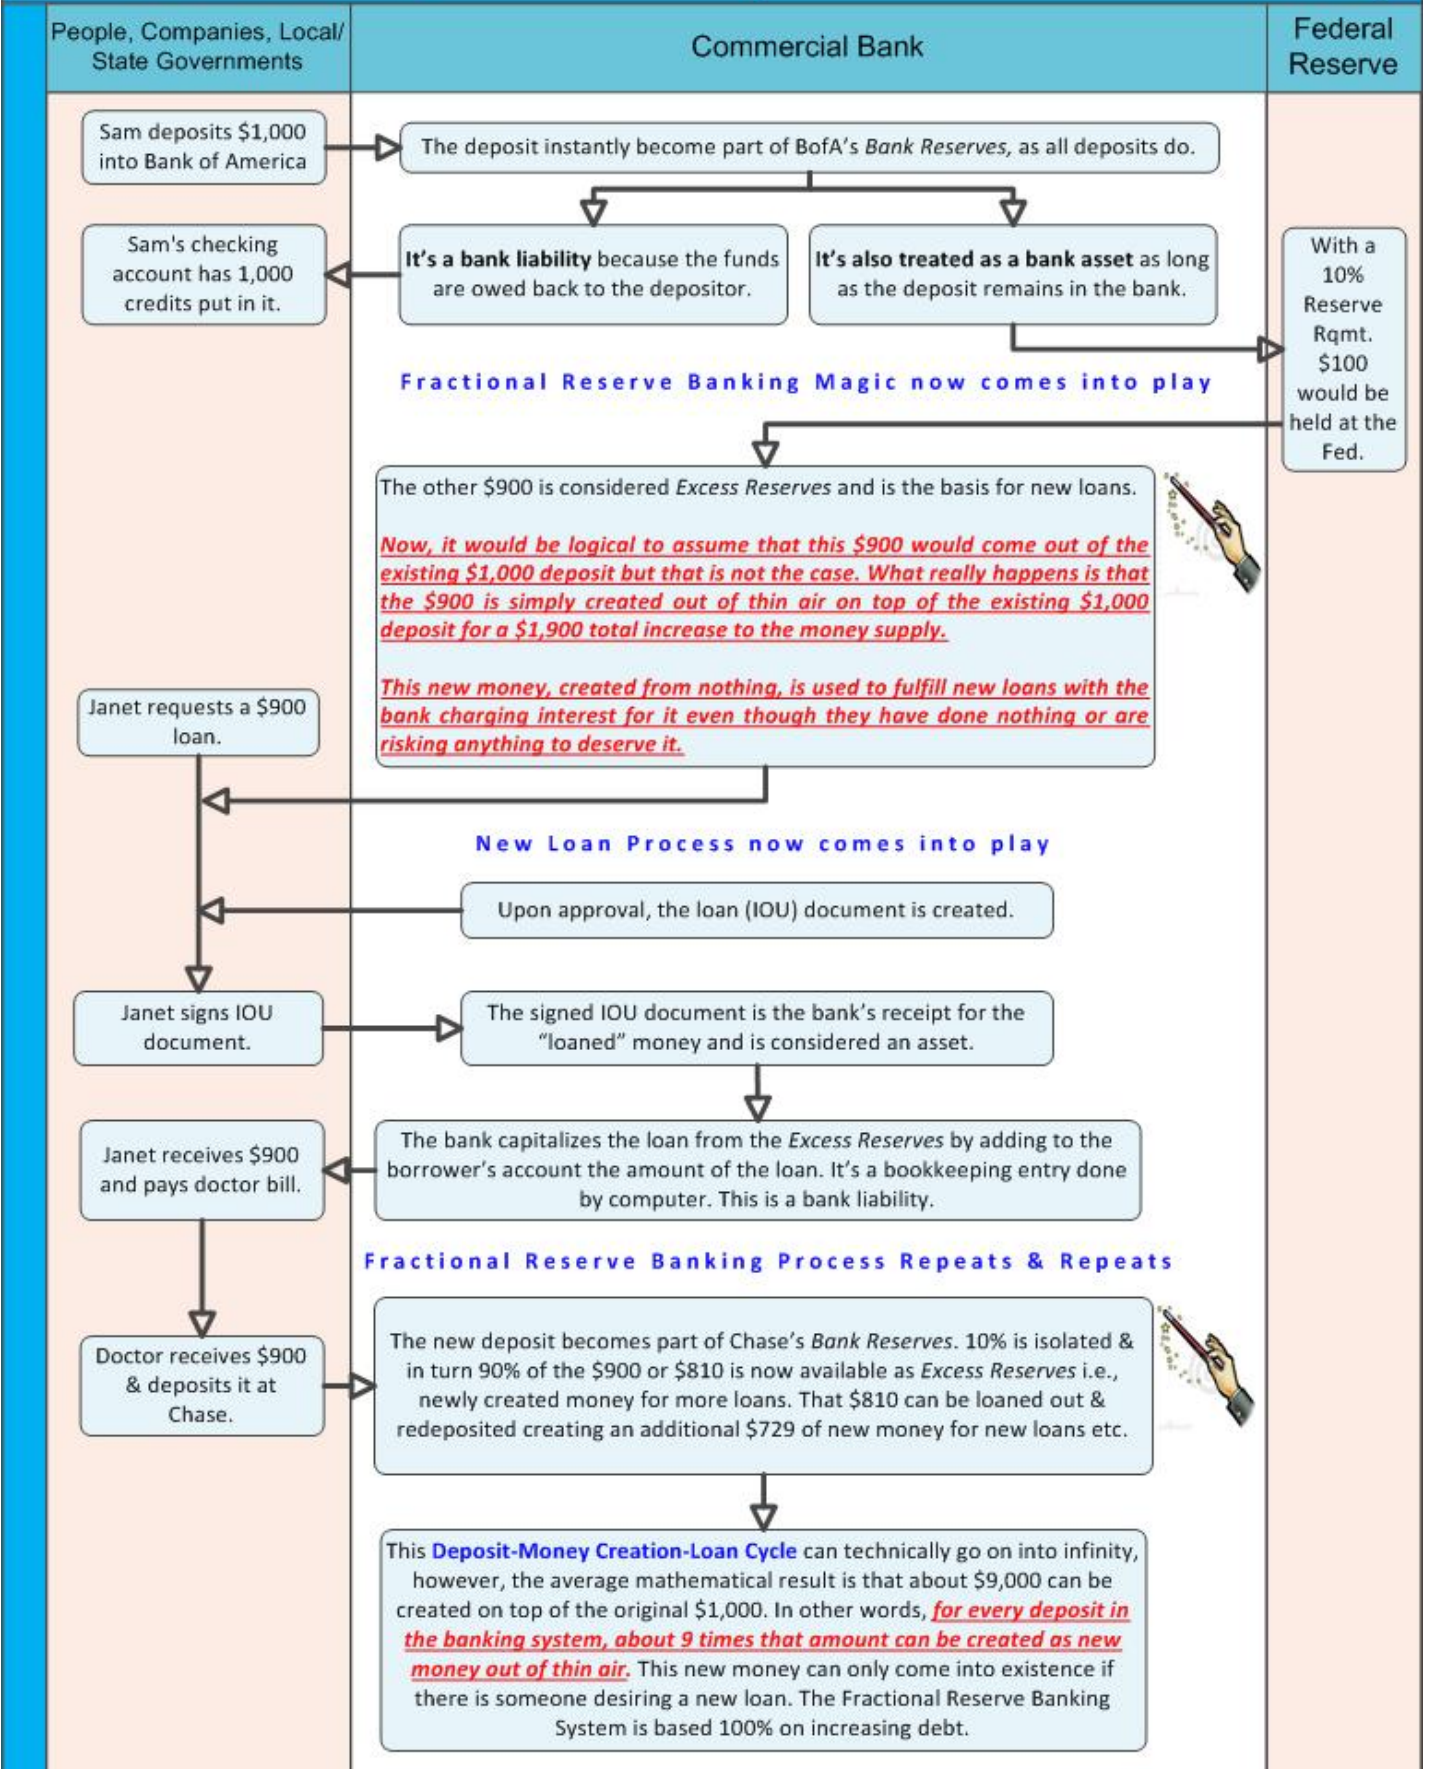 People, Companies, Local/
State Governments
Commercial Bank
Federal
Reserve
Sam deposits $1,000
into Bank of America
The deposit instantly become part of BofA's Bank Reserves, as all deposits do.
Sam's checking
account has 1,000
credits put in it.
It's a bank liability because the funds
are owed back to the depositor.
It's also treated as a bank asset as long
as the deposit remains in the bank.
With a
10%
Reserve
Rqmt.
$100
would be
held at the
Fed.
Fractional Reserve Banking Magic now comes into play
The other $900 is considered Excess Reserves and is the basis for new loans.
Now, it would be logical to assume that this $900 would come out of the
existing $1,000 deposit but that is not the case. What really happens is that
the $900 is simply created out of thin air on top of the existing $1,000
deposit for a $1,900 total increase to the money supply.
This new money, created from nothing, is used to fulfill new loans with the
bank charging interest for it even though they have done nothing or are
risking anything to deserve it.
Janet requests a $900
loan.
New Loan Process now comes into play
Upon approval, the loan (IOU) document is created.
Janet signs IOU
document.
The signed IOU document is the bank's receipt for the
“loaned” money and is considered an asset.
Janet receives $900
and pays doctor bill.
The bank capitalizes the loan from the Excess Reserves by adding to the
borrower's account the amount of the loan. It's a bookkeeping entry done
by computer. This is a bank liability.
Fractional Reserve Banking Process Repeats & Repeats
Doctor receives $900
& deposits it at
Chase.
The new deposit becomes part of Chase's Bank Reserves. 10% is isolated &
in turn 90% of the $900 or $810 is now available as Excess Reserves i.e.,
newly created money for more loans. That $810 can be loaned out &
redeposited creating an additional $729 of new money for new loans etc.
This Deposit-Money Creation-Loan Cycle can technically go on into infinity,
however, the average mathematical result is that about $9,000 can be
created on top of the original $1,000. In other words, for every deposit in
the banking system, about 9 times that amount can be created as new
money out of thin air. This new money can only come into existence if
there is someone desiring a new loan. The Fractional Reserve Banking
System is based 100% on increasing debt.